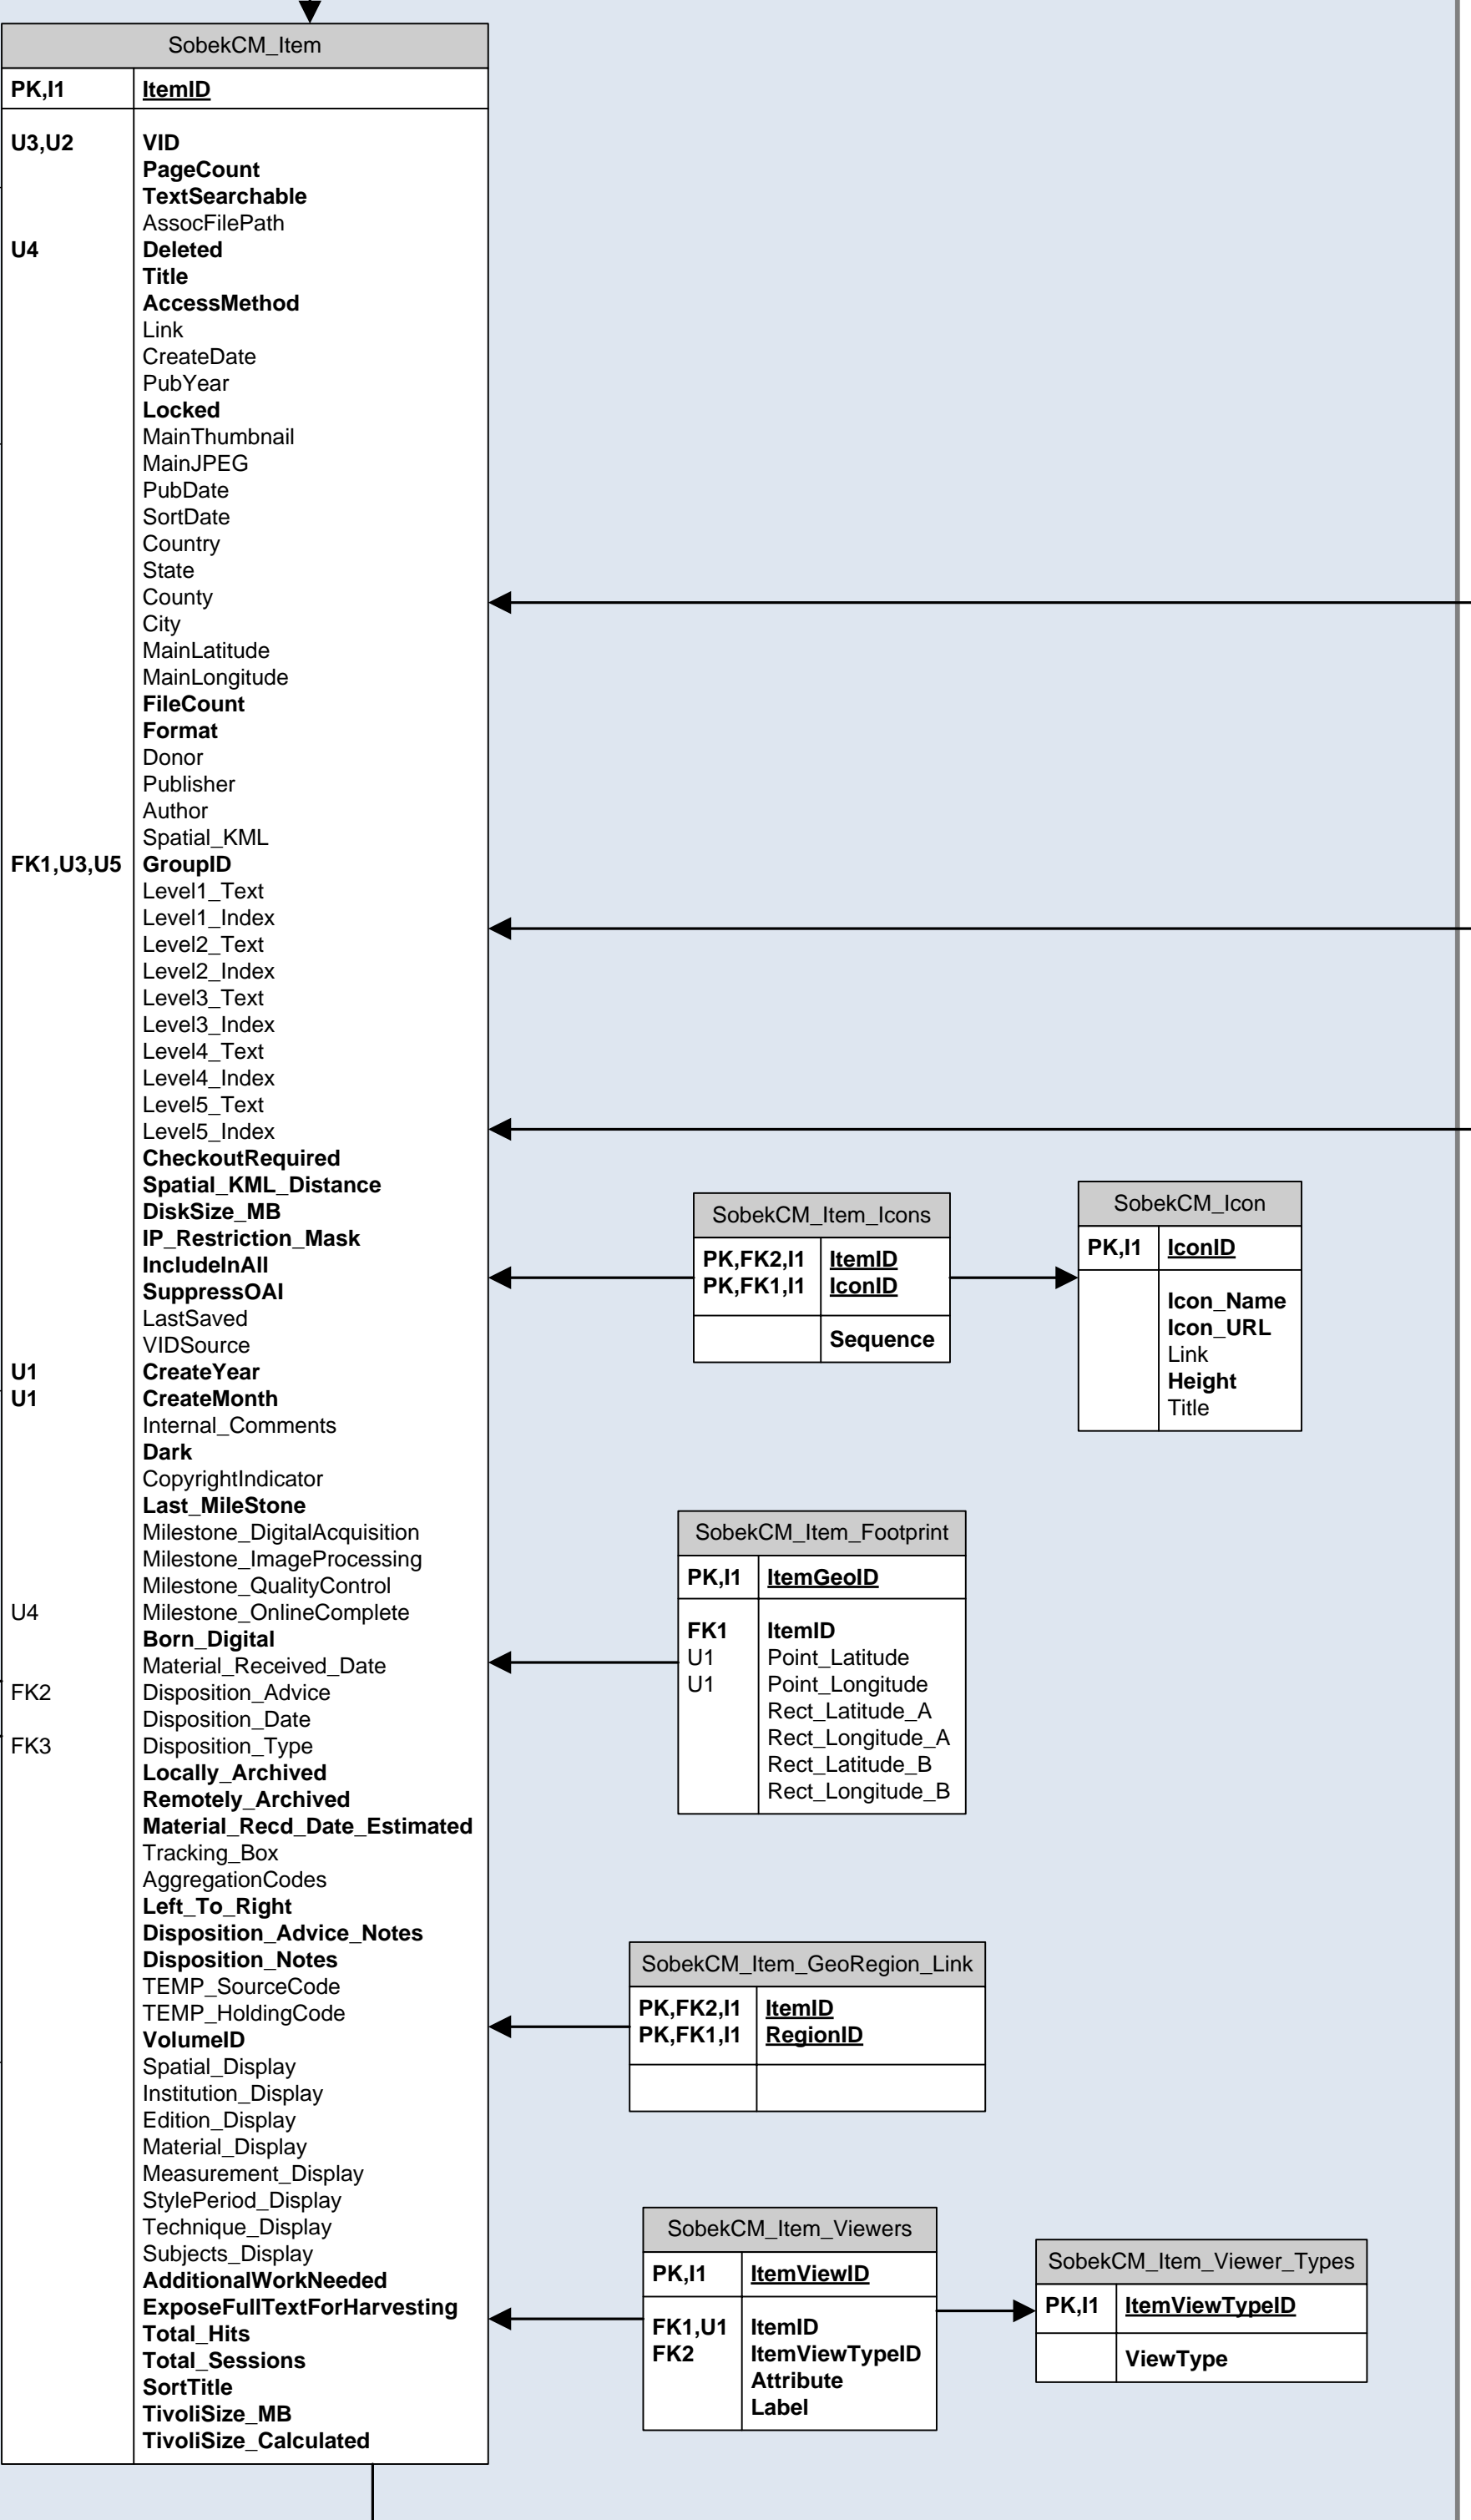 SobekCM_Item
PK,I1 ItemID
U3,U2 VID
PageCount
TextSearchable
AssocFilePath
U4 Deleted
Title
AccessMethod
Link
CreateDate
PubYear
Locked
MainThumbnail
MainJPEG
PubDate
SortDate
Country
State
County
City
MainLatitude
MainLongitude
FileCount
Format
Donor
Publisher
Author
Spatial_KML
FK1,U3,U5 GroupID
Level1_Text
Level1_Index
Level2_Text
Level2_Index
Level3_Text
Level3_Index
Level4_Text
Level4_Index
Level5_Text
Level5_Index
CheckoutRequired
Spatial_KML_Distance
DiskSize_MB
IP_Restriction_Mask
IncludeInAll
SuppressOAI
LastSaved
VIDSource
U1 CreateYear
U1 CreateMonth
Internal_Comments
Dark
CopyrightIndicator
Last_MileStone
Milestone_DigitalAcquisition
Milestone_ImageProcessing
Milestone_QualityControl
U4 Milestone_OnlineComplete
Born_Digital
Material_Received_Date
FK2 Disposition_Advice
Disposition_Date
FK3 Disposition_Type
Locally_Archived
Remotely_Archived
Material_Recd_Date_Estimated
Tracking_Box
AggregationCodes
Left_To_Right
Disposition_Advice_Notes
Disposition_Notes
TEMP_SourceCode
TEMP_HoldingCode
VolumeID
Spatial_Display
Institution_Display
Edition_Display
Material_Display
Measurement_Display
StylePeriod_Display
Technique_Display
Subjects_Display
AdditionalWorkNeeded
ExposeFullTextForHarvesting
Total_Hits
Total_Sessions
SortTitle
TivoliSize_MB
TivoliSize_Calculated
SobekCM_Item_Icons
PK,FK2,I1 ItemID
PK,FK1,I1 IconID
Sequence
SobekCM_Icon
PK,I1 IconID
Icon_Name
Icon_URL
Link
Height
Title
SobekCM_Item_Footprint
PK,I1 ItemGeoID
FK1 ItemID
U1 Point_Latitude
U1 Point_Longitude
Rect_Latitude_A
Rect_Longitude_A
Rect_Latitude_B
Rect_Longitude_B
SobekCM_Item_GeoRegion_Link
PK,FK2,I1 ItemID
PK,FK1,I1 RegionID
SobekCM_Item_Viewers
PK,I1 ItemViewID
FK1,U1 ItemID
FK2 ItemViewTypeID
Attribute
Label
SobekCM_Item_Viewer_Types
PK,I1 ItemViewTypeID
ViewType